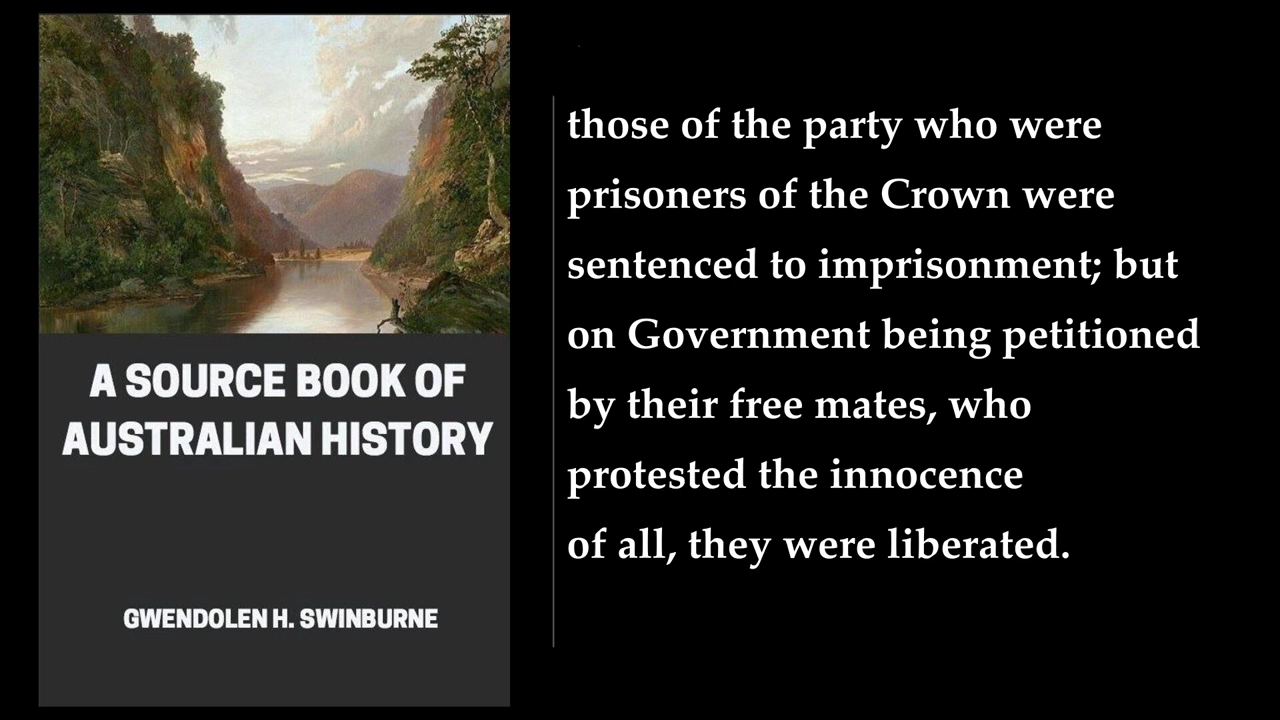 A SOURCE BOOK OF
AUSTRALIAN HISTORY
GWENDOLEN H. SWINBURNE
those of the party who were
prisoners of the Crown were
sentenced to imprisonment; but
on Government being petitioned
by their free mates, who
protested the innocence
of all, they were liberated.